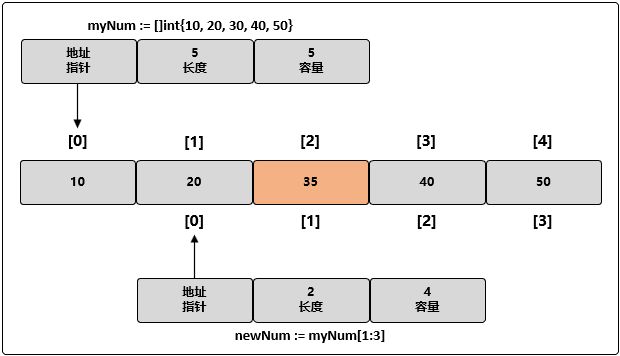 myNum := []int{10, 20, 30, 40, 50}
地址 5 5
指针 长度 容量
[0] [1] [2] [3] [4]
10 20 35 40 50
[0] [1] [2] [3]
地址 2 4
指针 长度 容量
newNum := myNum[1:3]